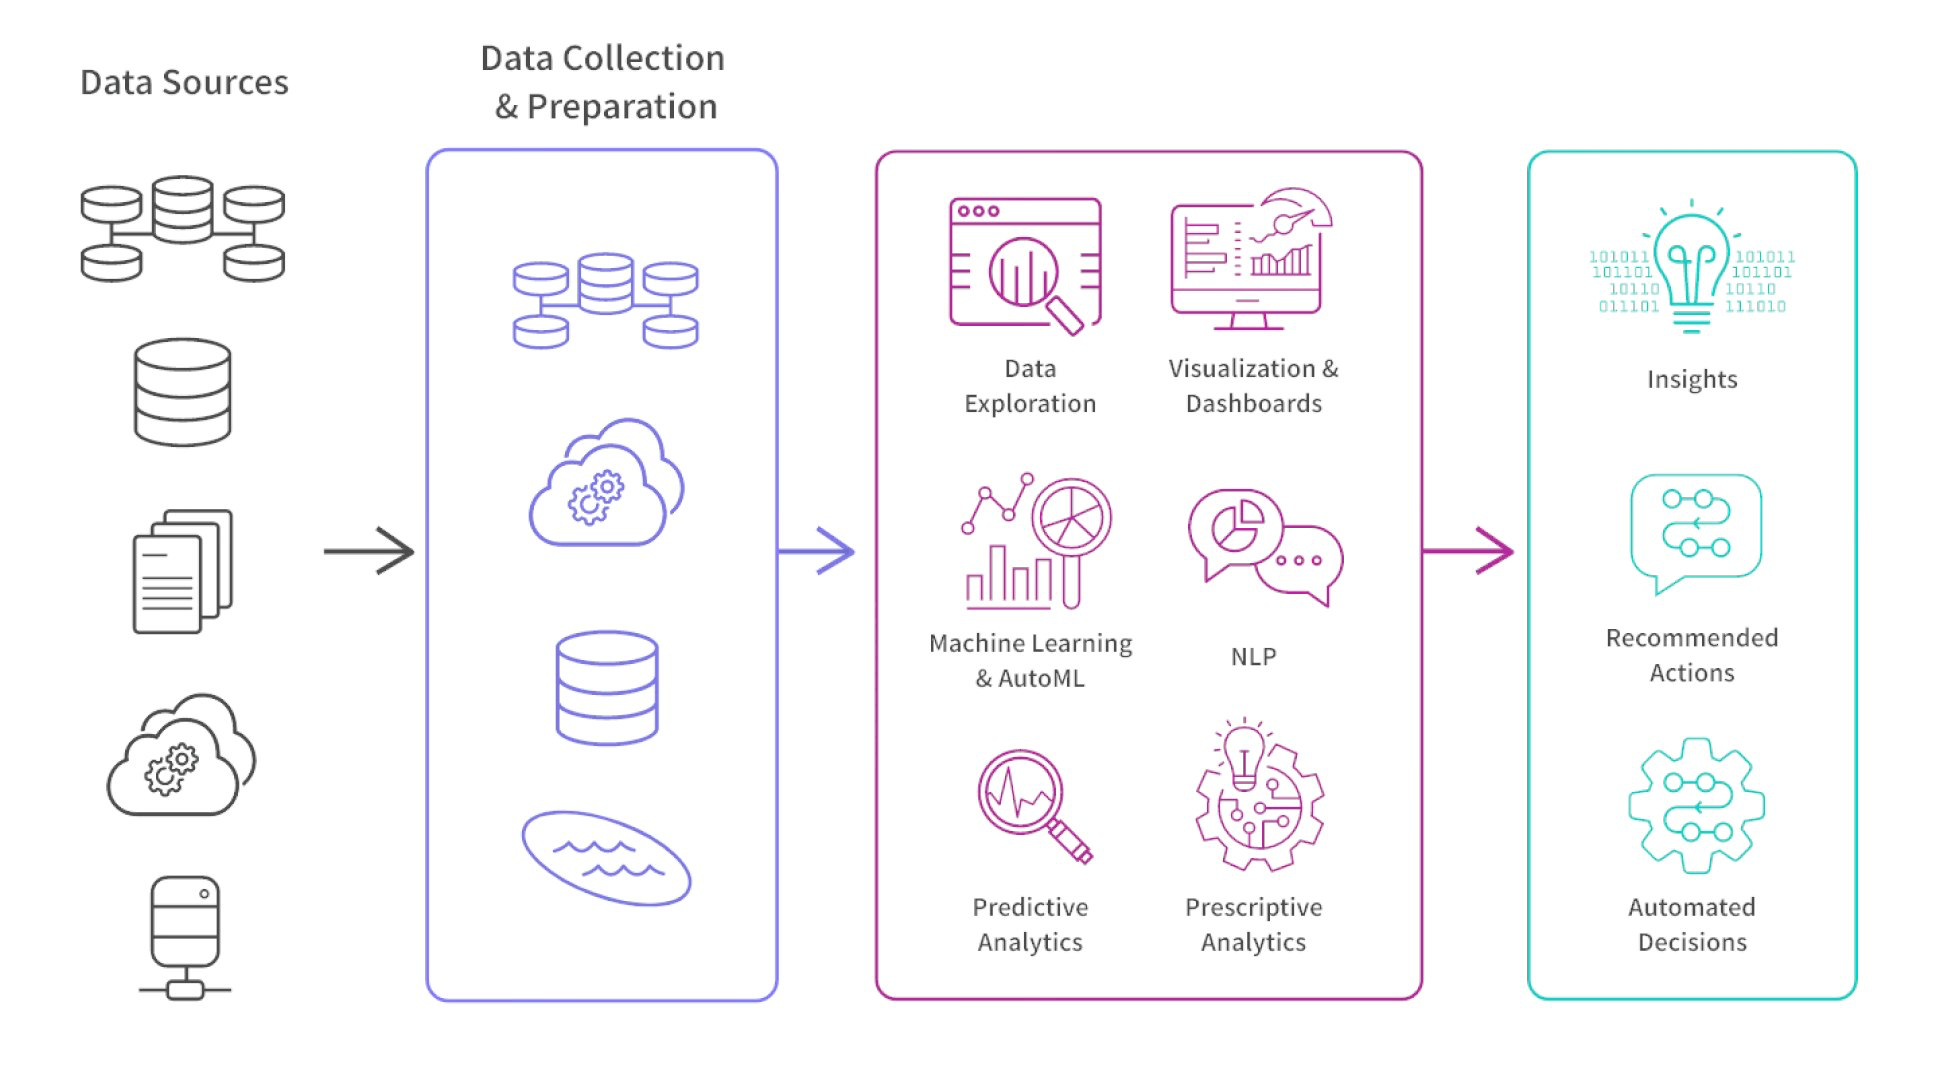 Data Sources
Data Collection
& Preparation
Data
Exploration
Visualization &
Dashboards
Machine Learning
& AutoML
NLP
Predictive
Analytics
Prescriptive
Analytics
101011
101101
10110
011101
101011
101101
10110
111010
Insights
Recommended
Actions
Automated
Decisions